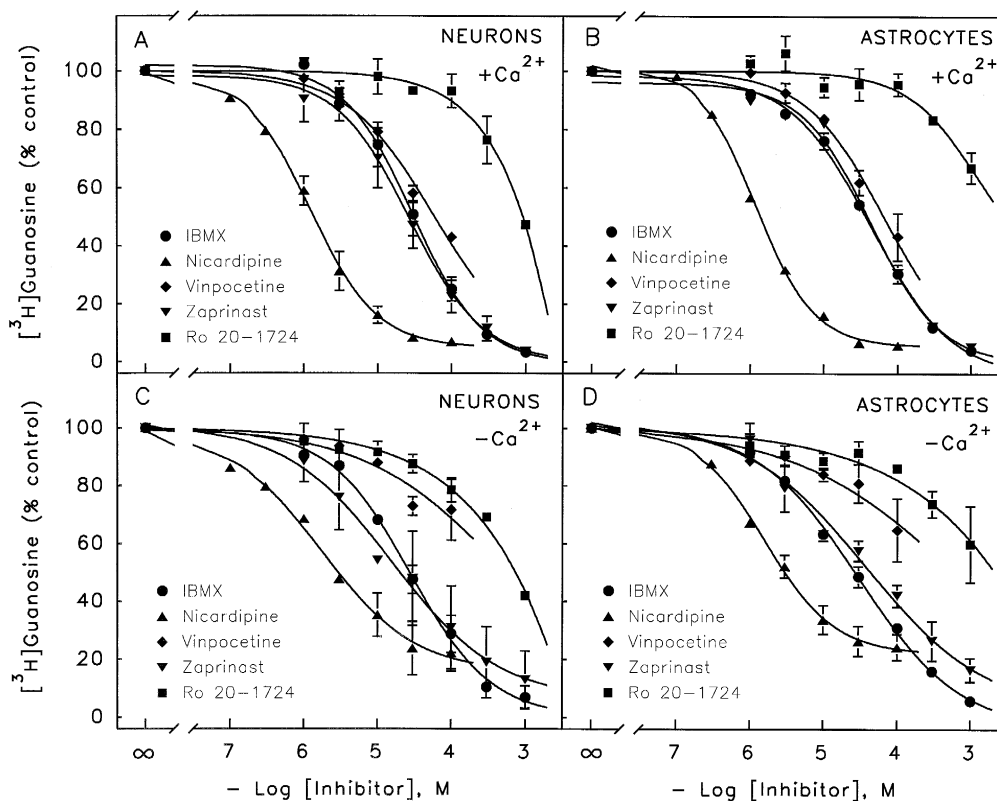 A
NEURONS
+Ca2+
[3H]Guanosine (% control)
100
80
60
40
20
0
IBMX
Nicardipine
Vinpocetine
Zaprinast
Ro 20-1724
B
ASTROCYTES
+Ca2+
IBMX
Nicardipine
Vinpocetine
Zaprinast
Ro 20-1724
C
NEURONS
-Ca2+
[3H]Guanosine (% control)
100
80
60
40
20
0
IBMX
Nicardipine
Vinpocetine
Zaprinast
Ro 20-1724
D
ASTROCYTES
-Ca2+
IBMX
Nicardipine
Vinpocetine
Zaprinast
Ro 20-1724
∞ 7 6 5 4 3
∞ 7 6 5 4 3
- Log [Inhibitor], M
- Log [Inhibitor], M